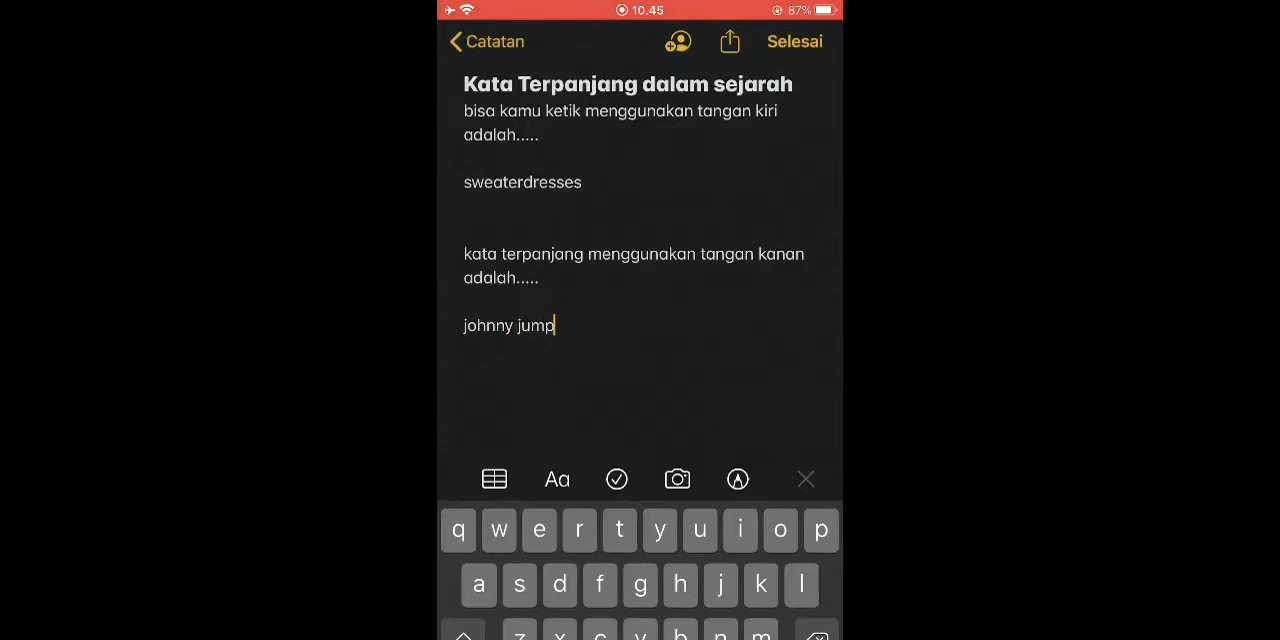 10.45
87%
Catatan
Selesai
Kata Terpanjang dalam sejarah
bisa kamu ketik menggunakan tangan kiri
adalah.....
sweaterdresses
kata terpanjang menggunakan tangan kanan
adalah.....
johnny jump
Aa
q w e r t y u i o p
a s d f g h j k l
z x c v b n m